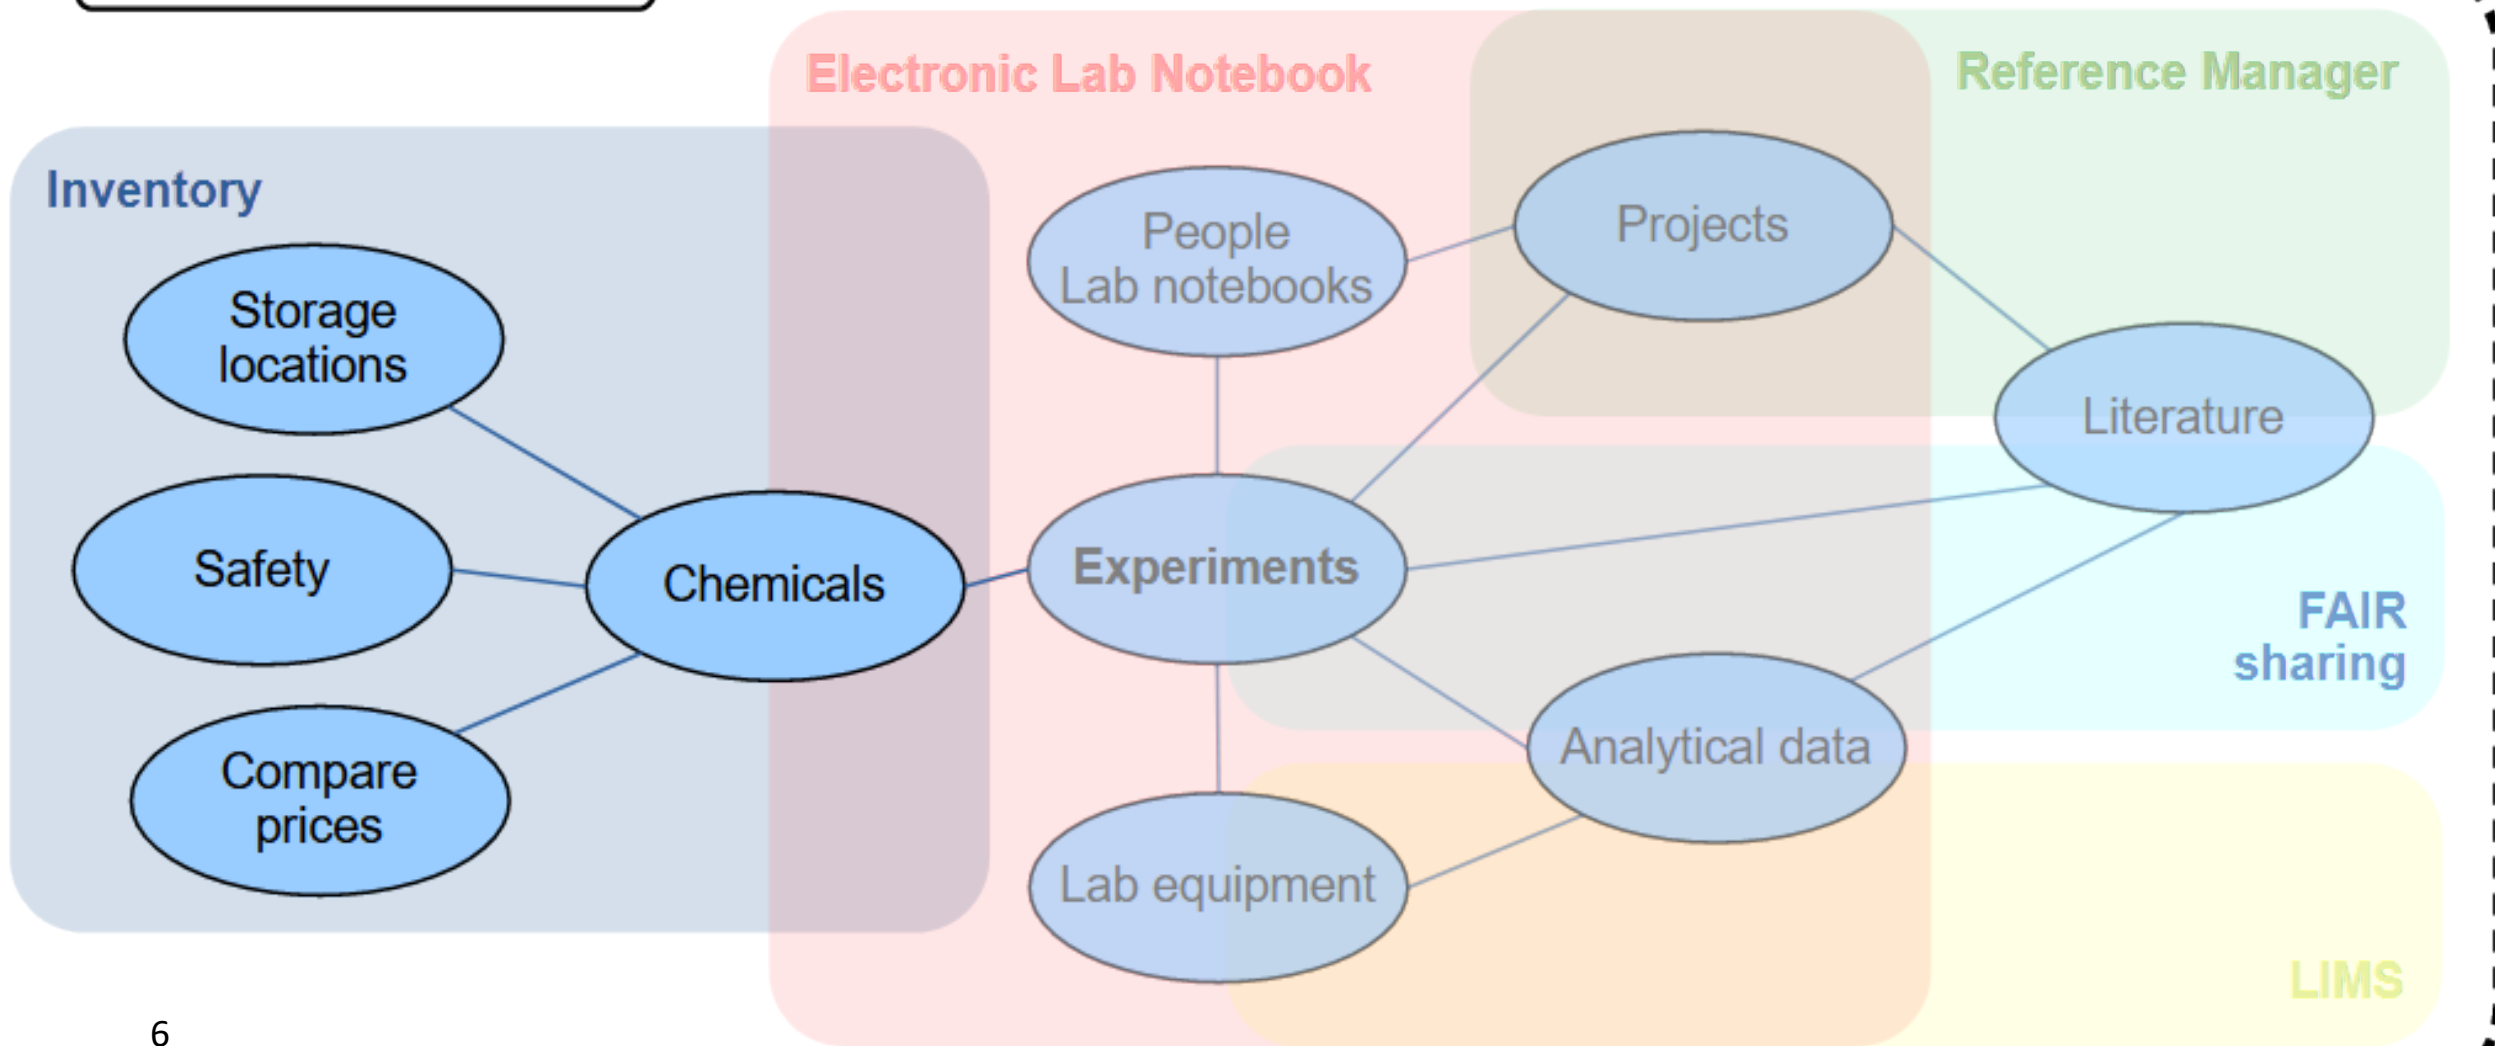 Electronic Lab Notebook
Reference Manager
Inventory
People
Lab notebooks
Projects
Storage
locations
Literature
Safety
Chemicals
Experiments
FAIR
sharing
Compare
prices
Analytical data
Lab equipment
LIMS
6